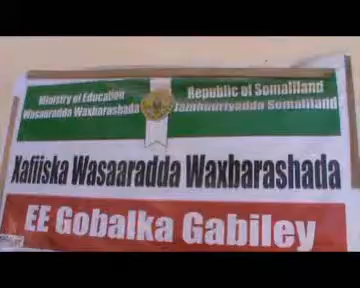 Ministry of Education
Wasaaradda Waxbarashada
Republic of Somaliland
Jamhuuriyadda Somaliland
Xafiiska Wasaaradda Waxbarashada
EE Gobalka Gabiley